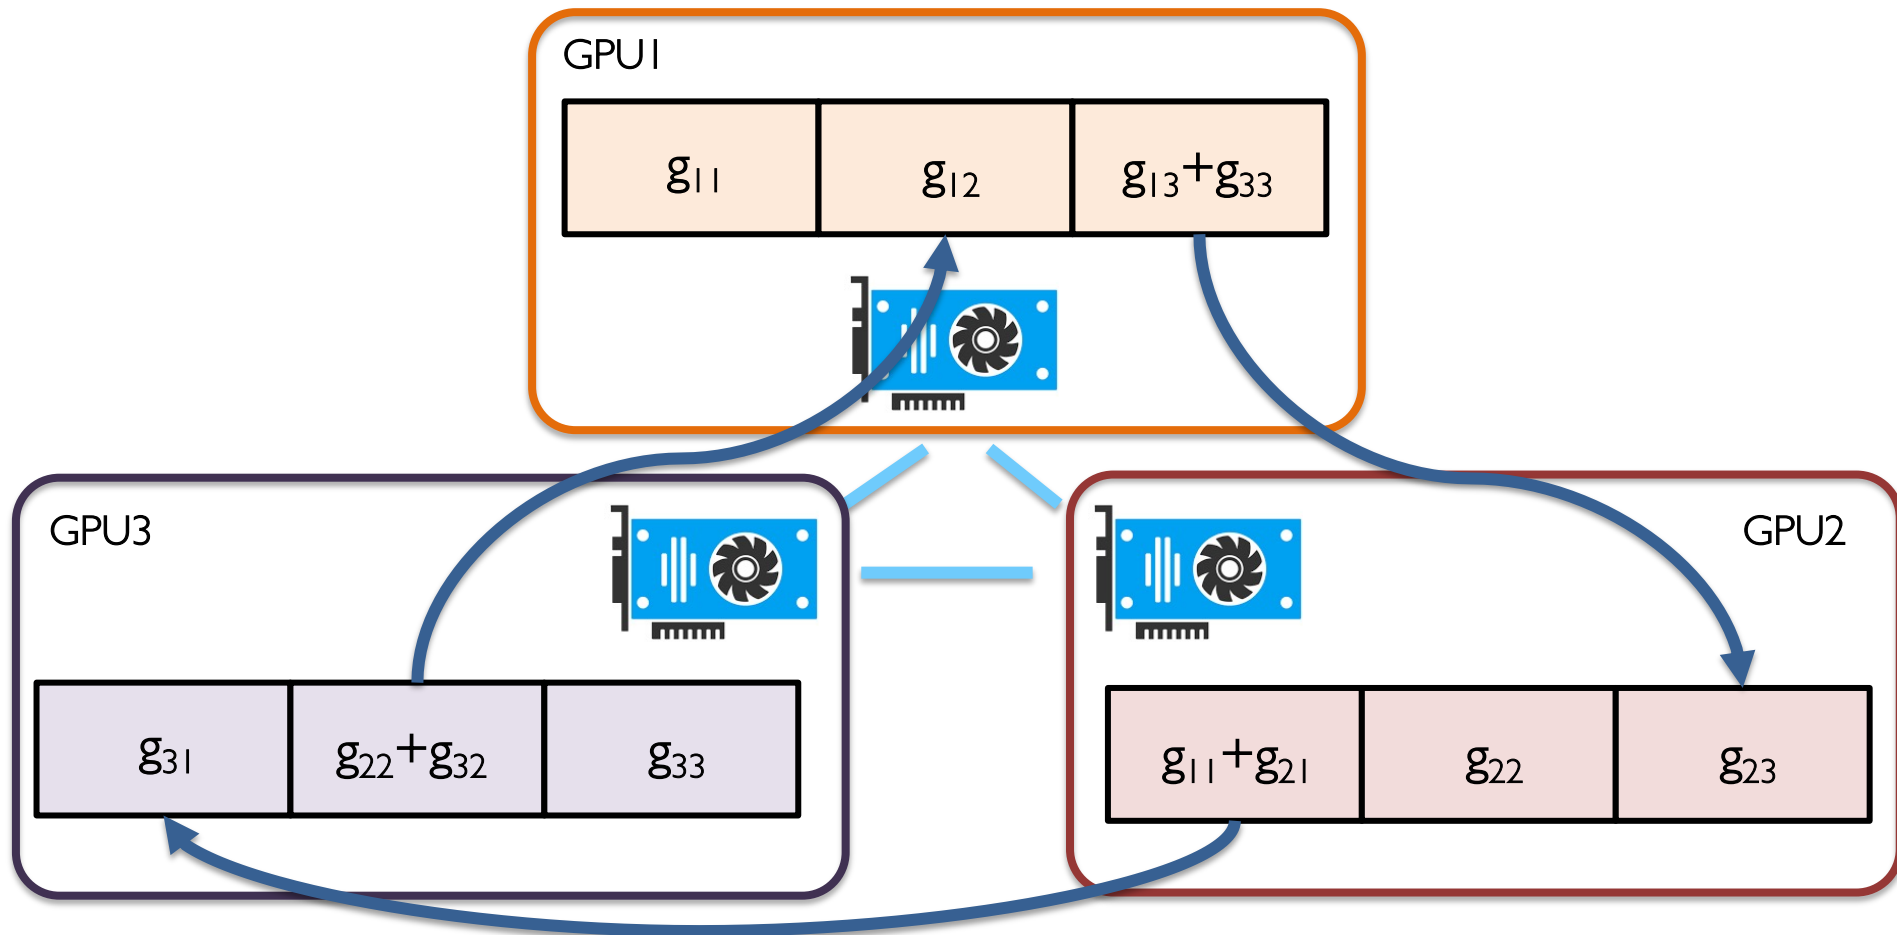 GPU1
g₁₁ g₁₂ g₁₃+g₃₃
GPU3
GPU2
g₃₁ g₂₂+g₃₂ g₃₃
g₁₁+g₂₁ g₂₂ g₂₃